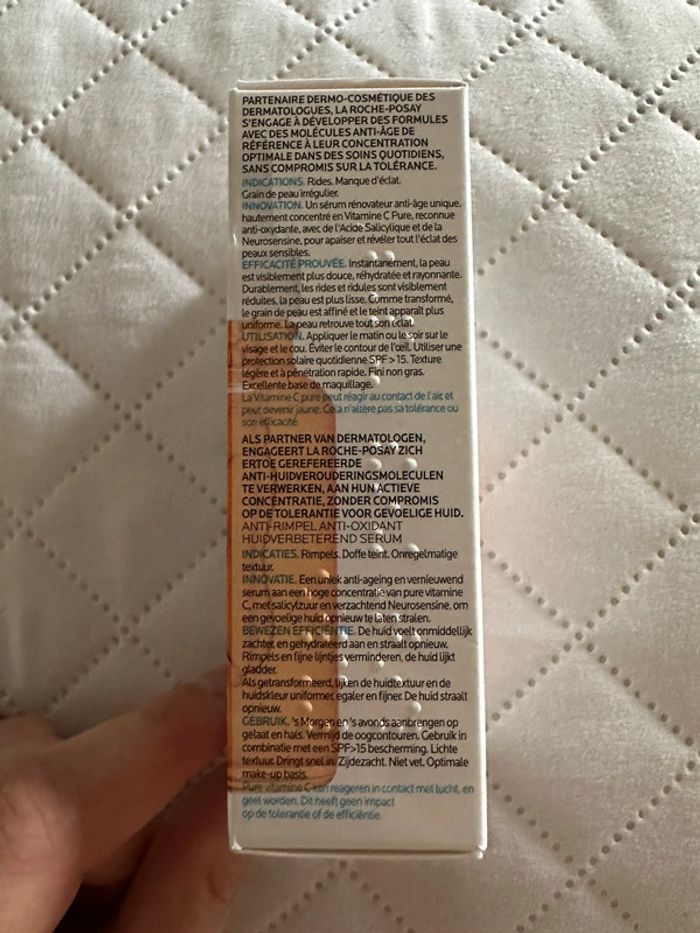 PARTENAIRE DERMO-COSMÉTIQUE DES
DERMATOLOGUES, LA ROCHE-POSAY
S'ENGAGE À DÉVELOPPER DES FORMULES
AVEC DES MOLÉCULES ANTI-ÂGE DE
RÉFÉRENCE À LEUR CONCENTRATION
OPTIMALE DANS DES SOINS QUOTIDIENS,
SANS COMPROMIS SUR LA TOLÉRANCE.
INDICATIONS. Rides. Manque d'éclat.
Grain de peau irrégulier.
INNOVATION. Un sérum rénovateur anti-âge unique,
hautement concentré en Vitamine C Pure, reconnue
anti-oxydante, avec de l'Acide Salicylique et de la
Neurosensine, pour apaiser et révéler tout l'éclat des
peaux sensibles.
EFFICACITÉ PROUVÉE. Instantanément, la peau
est visiblement plus douce, réhydratée et rayonnante.
Durablement, les rides et ridules sont visiblement
réduites, la peau est plus lisse. Comme transformé,
le grain de peau est affiné et le teint apparaît plus
uniforme. La peau retrouve tout son éclat.
UTILISATION. Appliquer le matin ou le soir sur le
visage et le cou. Éviter le contour de l'œil. Utiliser une
protection solaire quotidienne SPF > 15. Texture
légère et à pénétration rapide. Fini non gras.
Excellente base de maquillage.
La Vitamine C pure peut réagir au contact de l'air, et
peut devenir jaune. Cela n'altère pas sa tolérance ou
son efficacité.
ALS PARTNER VAN DERMATOLOGEN,
ENGAGEERT LA ROCHE-POSAY ZICH
ERTOE GEREFEREERDE
ANTI-HUIDVEROUDERINGSMOLECULEN
TE VERWERKEN, AAN HUN ACTIEVE
CONCENTRATIE, ZONDER COMPROMIS
OP DE TOLERANTIE VOOR GEVOELIGE HUID.
ANTI-RIMPEL ANTI-OXIDANT
HUIDVERBETEREND SERUM
INDICATIES. Rimpels. Doffe teint. Onregelmatige
textuur.
INNOVATIE. Een uniek anti-ageing en vernieuwend
serum aan een hoge concentratie van pure vitamine
C, met salicylzuur en verzachtend Neurosensine, om
een gevoelige huid opnieuw te laten stralen.
BEWEZEN EFFICIËNTIE. De huid voelt onmiddellijk
zachter en gehydrateerd aan en straalt opnieuw.
Rimpels en fijne lijntjes verminderen, de huid lijkt
gladder.
Als getransformeerd, lijken de huidtextuur en de
huidskleur uniformer, egaler en fijner. De huid straalt
opnieuw.
GEBRUIK. 's Morgen en 's avonds aanbrengen op
gelaat en hals. Vermijd de oogcontouren. Gebruik in
combinatie met een SPF>15 bescherming. Lichte
textuur. Dringt snel in. Zijdezacht. Niet vet. Optimale
make-up basis.
Pure vitamine C kan reageren in contact met lucht, en
geel worden. Dit heeft geen impact
op de tolerantie of de efficiëntie.